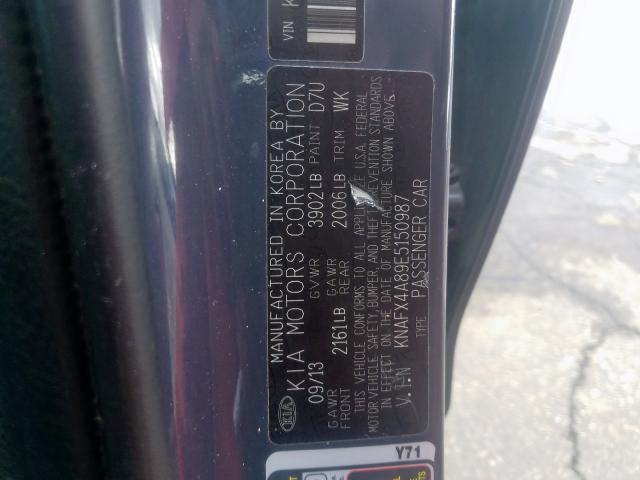 VIN K
MANUFACTURED IN KOREA BY
KIA MOTORS CORPORATION
09/13 GVWR 3902LB PAINT D7U
GAWR FRONT 2161LB GAWR REAR 2006LB TRIM WK
THIS VEHICLE CONFORMS TO ALL APPLICABLE U.S.A. FEDERAL
MOTOR VEHICLE SAFETY, BUMPER, AND THEFT PREVENTION STANDARDS
IN EFFECT ON THE DATE OF MANUFACTURE SHOWN ABOVE.
V.I.N KNAFX4A89E5150987
TYPE PASSENGER CAR
KIA
Y71